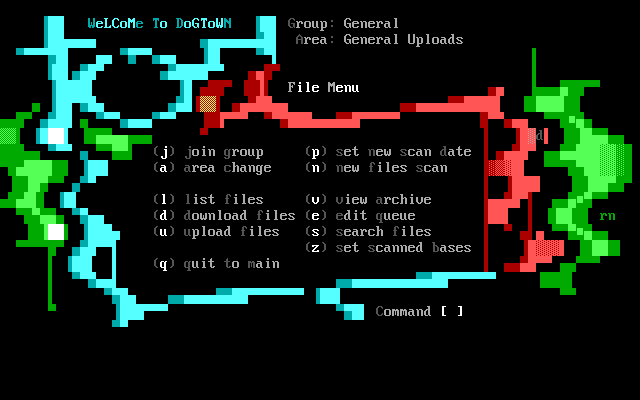 WeLCoMe To DoGToWN
Group: General
Area: General Uploads
File Menu
(j) join group
(p) set new scan date
(a) area change
(n) new files scan
(l) list files
(v) view archive
(d) download files
(e) edit queue
(u) upload files
(s) search files
(z) set scanned bases
(q) quit to main
Command [ ]
d
rn